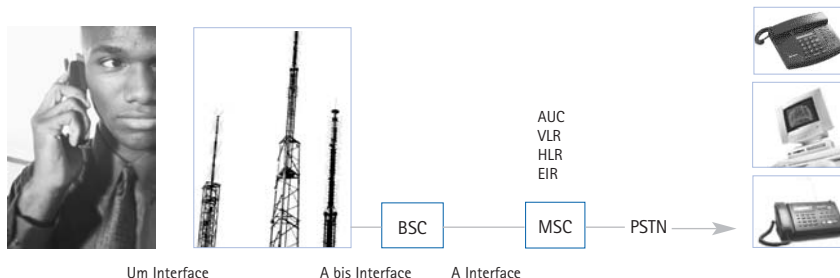 AUC
VLR
HLR
EIR
BSC
MSC
PSTN
Um Interface
A bis Interface
A Interface